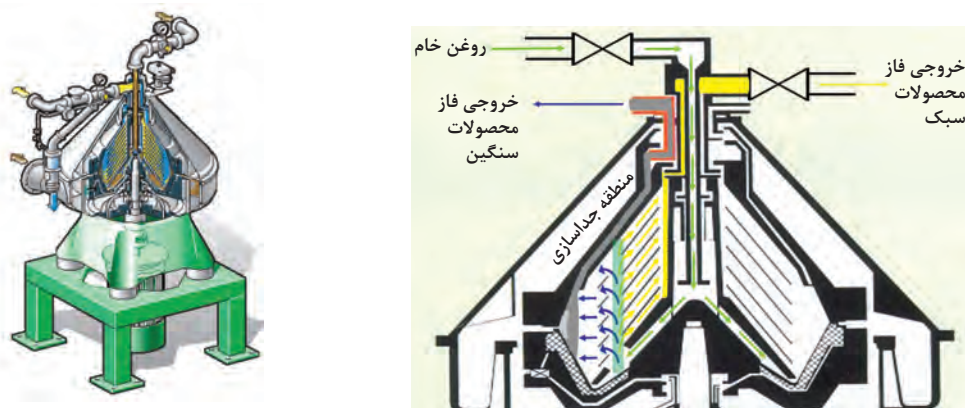 روغن خام
خروجی فاز
محصولات
سبک
خروجی فاز
محصولات
سنگین
منطقه جداسازی